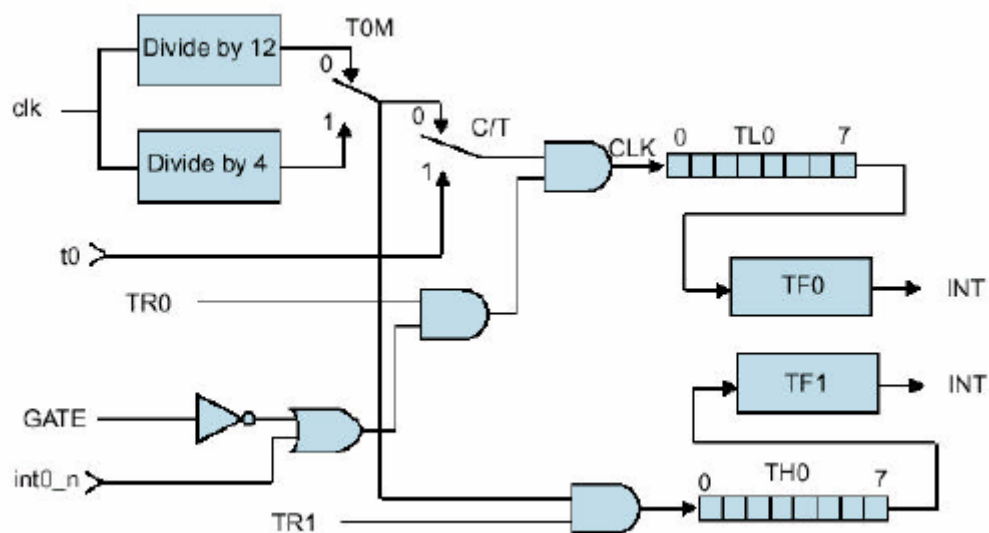 Divide by 12
T0M
0
clk
1
0
C/T
Divide by 4
1
CLK
0 TL0 7
t0
TR0
TF0
INT
TF1
INT
GATE
int0_n
0 TH0 7
TR1